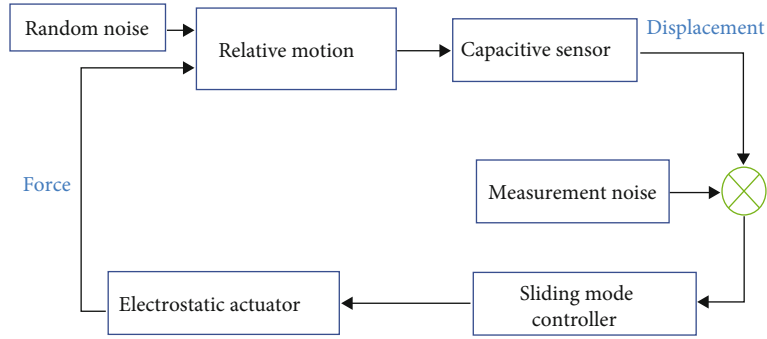 Random noise
Relative motion
Capacitive sensor
Displacement
Force
Measurement noise
Electrostatic actuator
Sliding mode
controller